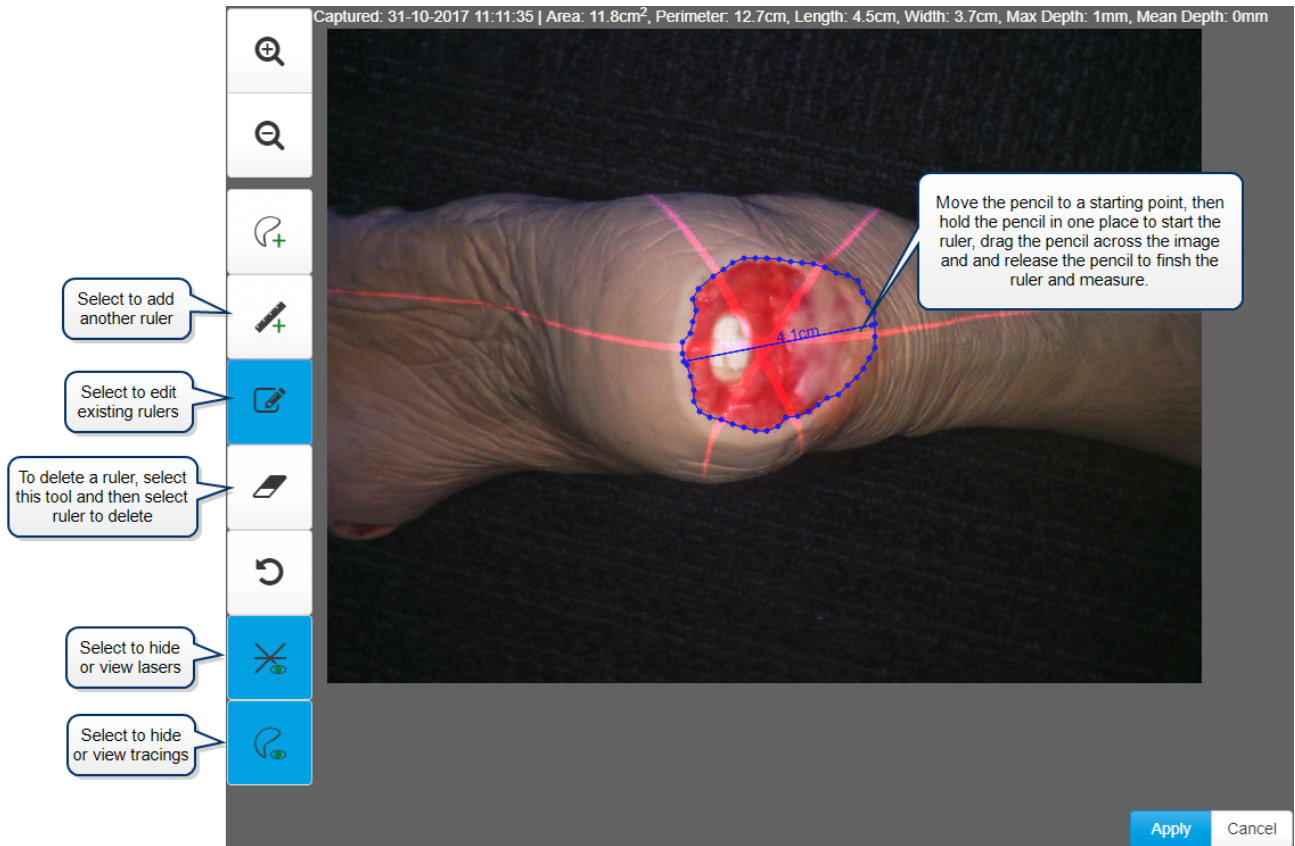 Captured: 31-10-2017 11:11:35 | Area: 11.8cm², Perimeter: 12.7cm, Length: 4.5cm, Width: 3.7cm, Max Depth: 1mm, Mean Depth: 0mm
Move the pencil to a starting point, then
hold the pencil in one place to start the
ruler, drag the pencil across the image
and and release the pencil to finsh the
ruler and measure.
Select to add
another ruler
4.1cm
Select to edit
existing rulers
To delete a ruler, select
this tool and then select
ruler to delete
Select to hide
or view lasers
Select to hide
or view tracings
Apply
Cancel